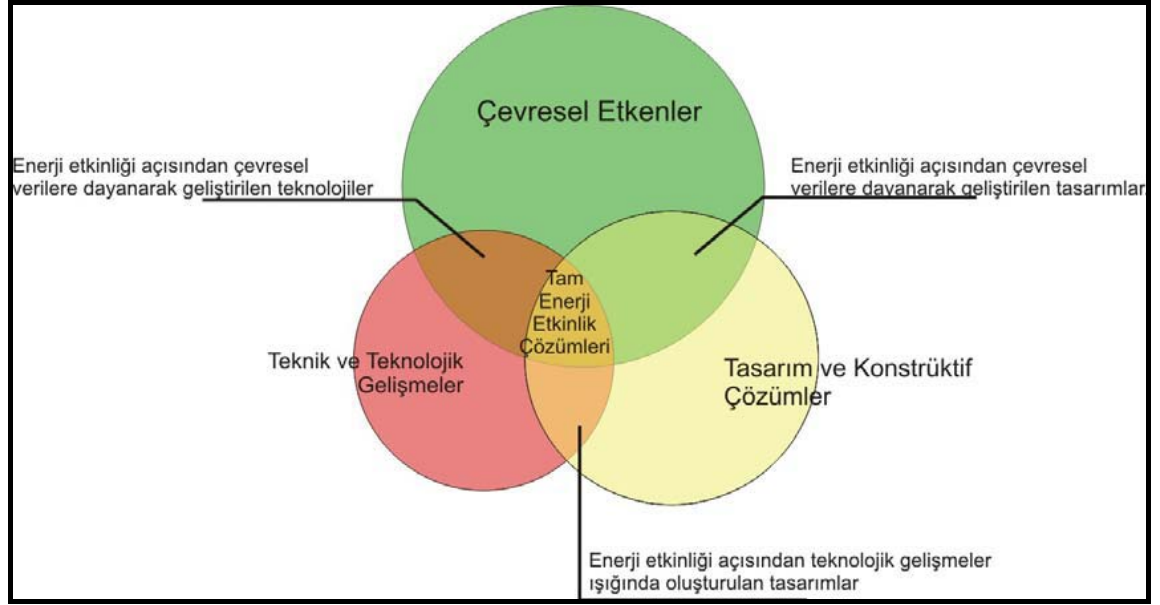 Çevresel Etkenler
Enerji etkinliği açısından çevresel
verilere dayanarak geliştirilen teknolojiler
Enerji etkinliği açısından çevresel
verilere dayanarak geliştirilen tasarımlar
Tam
Enerji
Etkinlik
Çözümleri
Teknik ve Teknolojik
Gelişmeler
Tasarım ve Konstrüktif
Çözümler
Enerji etkinliği açısından teknolojik gelişmeler
ışığında oluşturulan tasarımlar